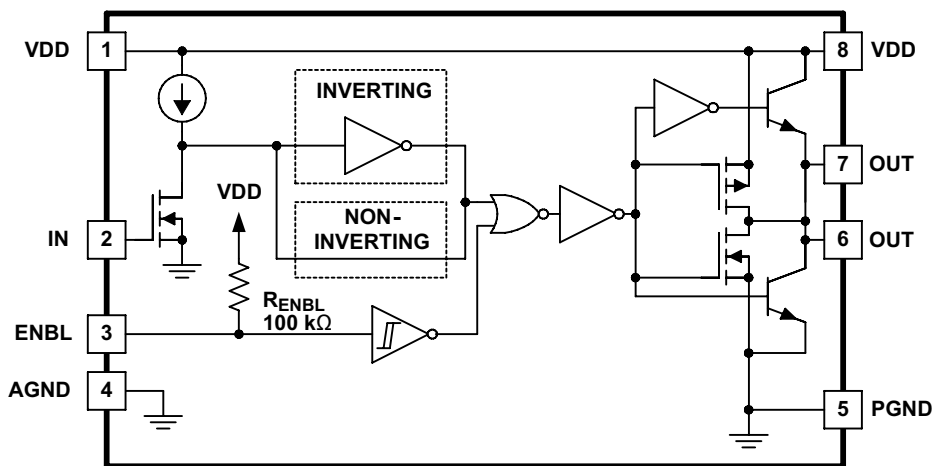 VDD 1
8 VDD
INVERTING
VDD
7 OUT
NON-
INVERTING
IN 2
6 OUT
RENBL
100 kΩ
ENBL 3
AGND 4
5 PGND